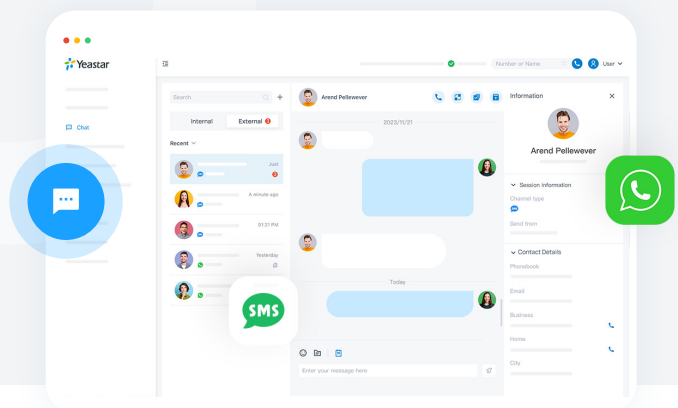 Yeastar
Number or Name
User
Chat
Search
Internal
External
Recent
Just
A minute ago
01:21 PM
Yesterday
SMS
Arend Pellewever
2023/11/21
Today
Enter your message here
Information
Arend Pellewever
Session Information
Channel type
Send from
Contact Details
Phonebook
Email
Business
Home
City